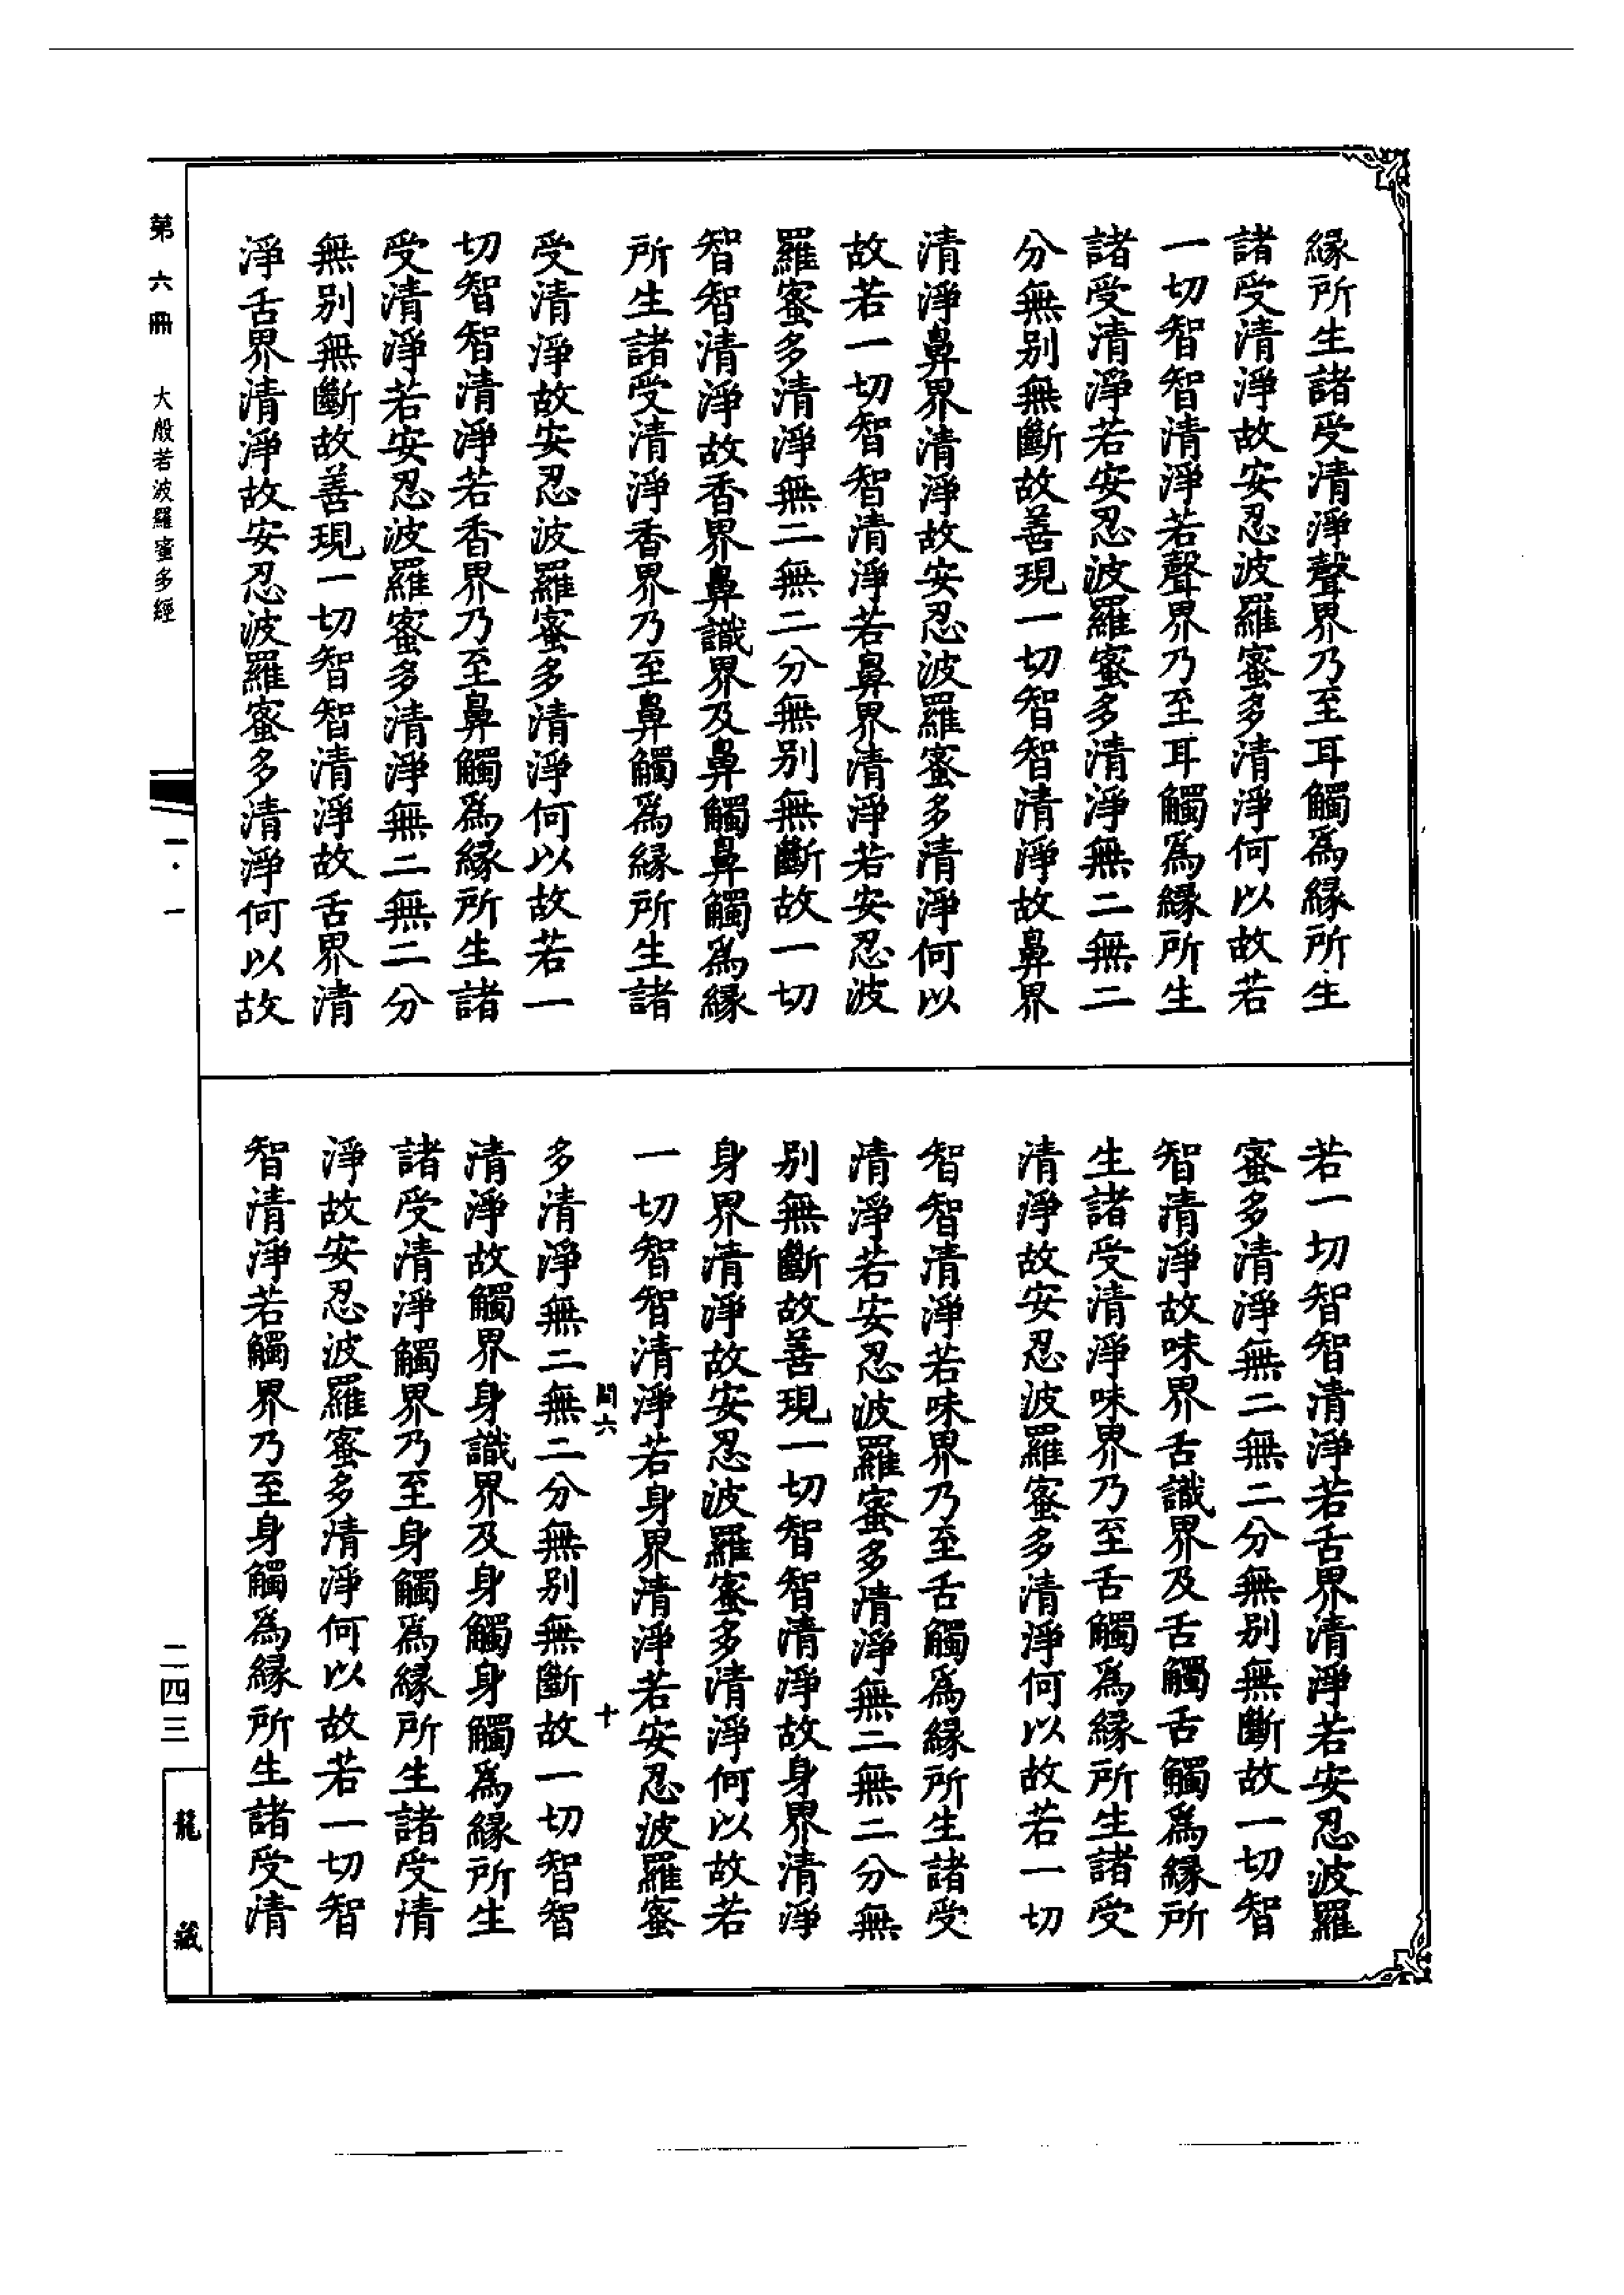 緣所生諸受清淨聲界乃至耳觸爲緣所生
諸受清淨故安忍波羅蜜多清淨何以故若
一切智智清淨若聲界乃至耳觸爲緣所生
諸受清淨若安忍波羅蜜多清淨無二無二
分無别無斷故善現一切智智清淨故鼻界
清淨鼻界清淨故安忍波羅蜜多清淨何以
故若一切智智清淨若鼻界清淨若安忍波
羅蜜多清淨無二無二分無别無斷故一切
智智清淨故香界鼻識界及鼻觸鼻觸爲緣
所生諸受清淨香界乃至鼻觸爲緣所生諸
受清淨故安忍波羅蜜多清淨何以故若一
切智智清淨若香界乃至鼻觸爲緣所生諸
受清淨若安忍波羅蜜多清淨無二無二分
無别無斷故善現一切智智清淨故舌界清
淨舌界清淨故安忍波羅蜜多清淨何以故
若一切智智清淨若舌界清淨若安忍波羅
蜜多清淨無二無二分無别無斷故一切智
智清淨故味界舌識界及舌觸舌觸爲緣所
生諸受清淨味界乃至舌觸爲緣所生諸受
清淨故安忍波羅蜜多清淨何以故若一切
智智清淨若味界乃至舌觸爲緣所生諸受
清淨若安忍波羅蜜多清淨無二無二分無
别無斷故善現一切智智清淨故身界清淨
身界清淨故安忍波羅蜜多清淨何以故若
一切智智清淨若身界清淨若安忍波羅蜜
六 十
多清淨無二無二分無别無斷故一切智智
清淨故觸界身識界及身觸身觸爲緣所生
諸受清淨觸界乃至身觸爲緣所生諸受清
淨故安忍波羅蜜多清淨何以故若一切智
智清淨若觸界乃至身觸爲緣所生諸受清
第六冊 大般若波羅蜜多經
一·一
二四三
龍藏